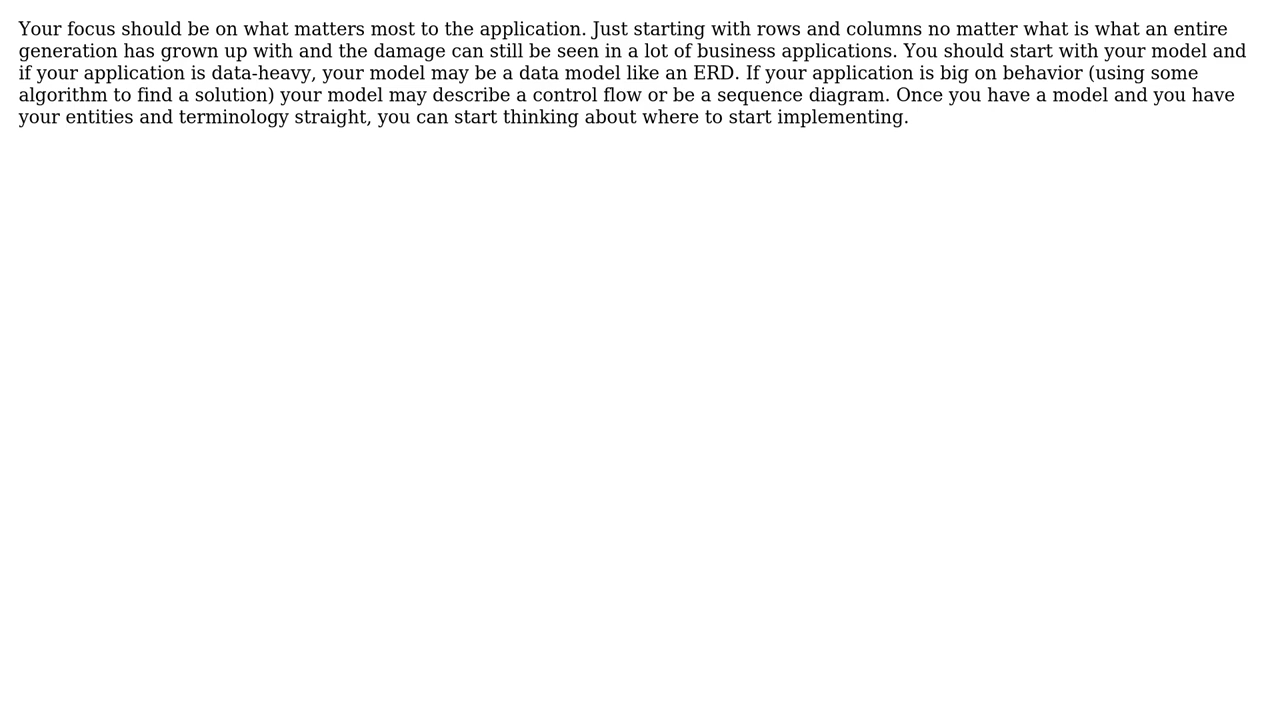 Your focus should be on what matters most to the application. Just starting with rows and columns no matter what is what an entire
generation has grown up with and the damage can still be seen in a lot of business applications. You should start with your model and
if your application is data-heavy, your model may be a data model like an ERD. If your application is big on behavior (using some
algorithm to find a solution) your model may describe a control flow or be a sequence diagram. Once you have a model and you have
your entities and terminology straight, you can start thinking about where to start implementing.